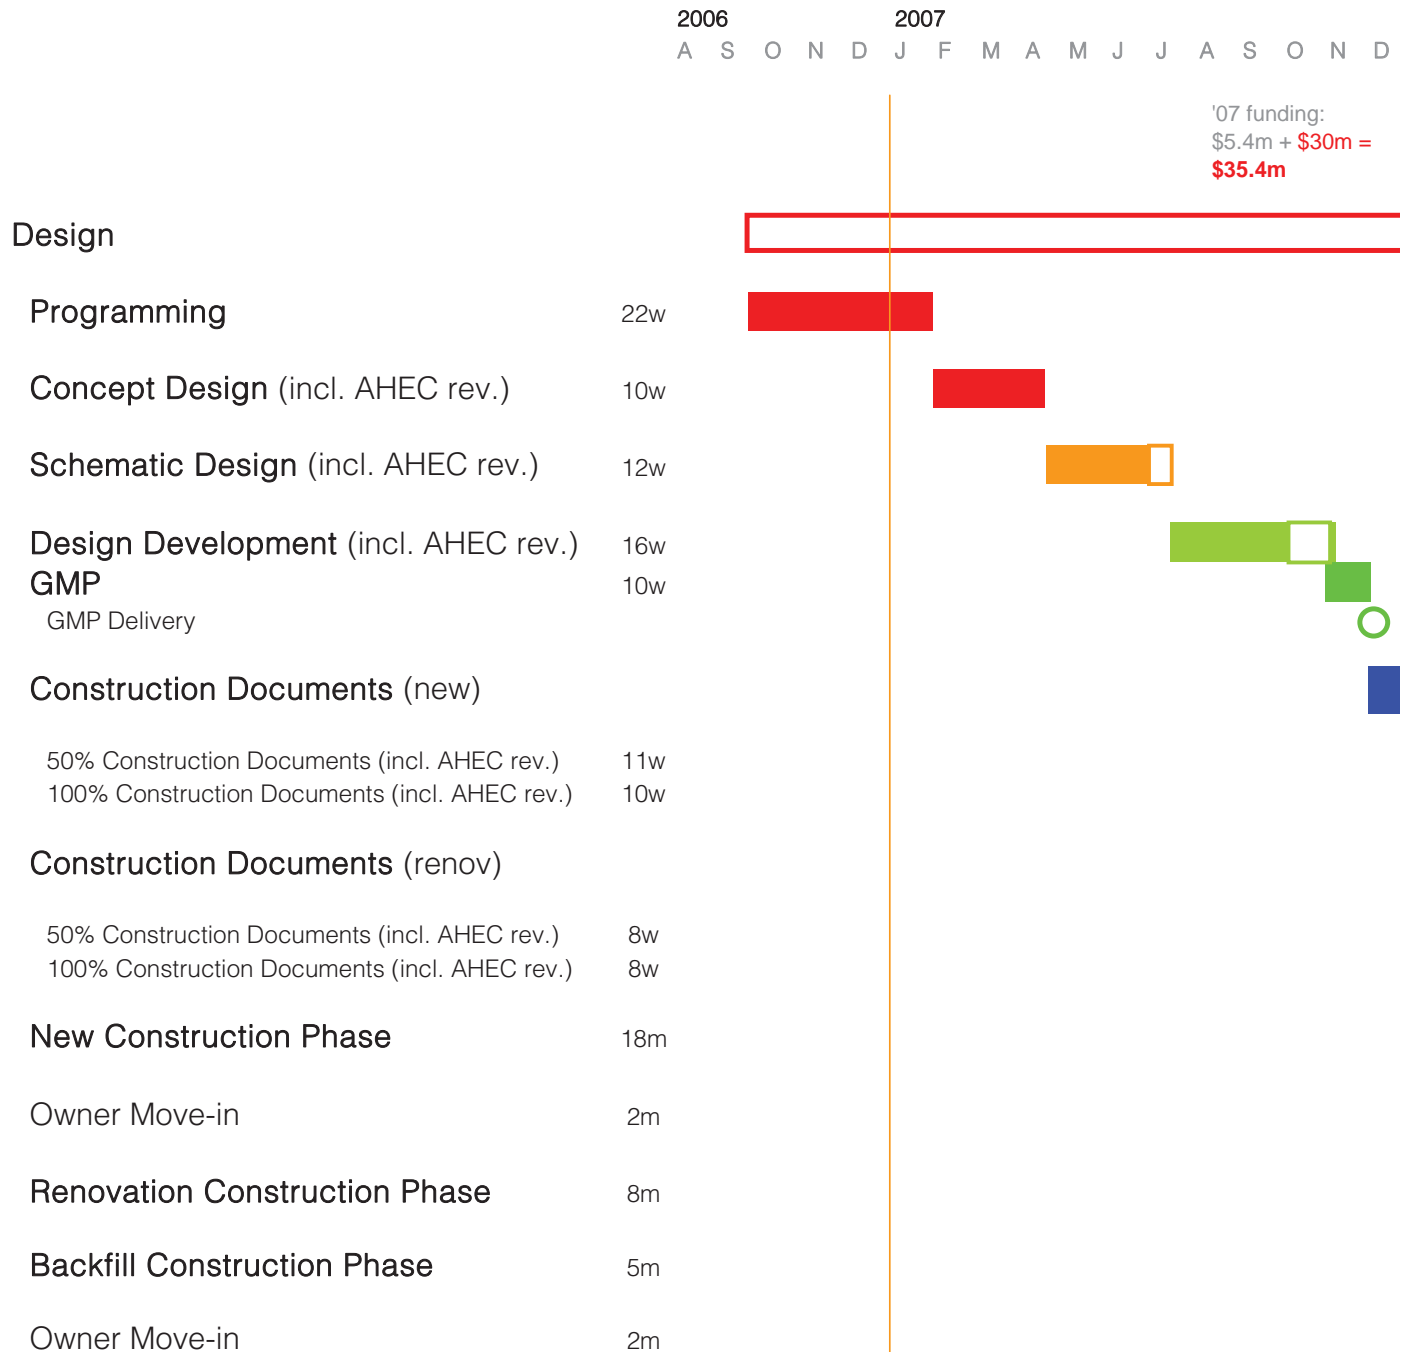 2006 2007
A S O N D J F M A M J J A S O N D
'07 funding:
$5.4m + $30m =
$35.4m
Design
Programming 22w
Concept Design (incl. AHEC rev.) 10w
Schematic Design (incl. AHEC rev.) 12w
Design Development (incl. AHEC rev.) 16w
GMP 10w
GMP Delivery
Construction Documents (new)
50% Construction Documents (incl. AHEC rev.) 11w
100% Construction Documents (incl. AHEC rev.) 10w
Construction Documents (renov)
50% Construction Documents (incl. AHEC rev.) 8w
100% Construction Documents (incl. AHEC rev.) 8w
New Construction Phase 18m
Owner Move-in 2m
Renovation Construction Phase 8m
Backfill Construction Phase 5m
Owner Move-in 2m